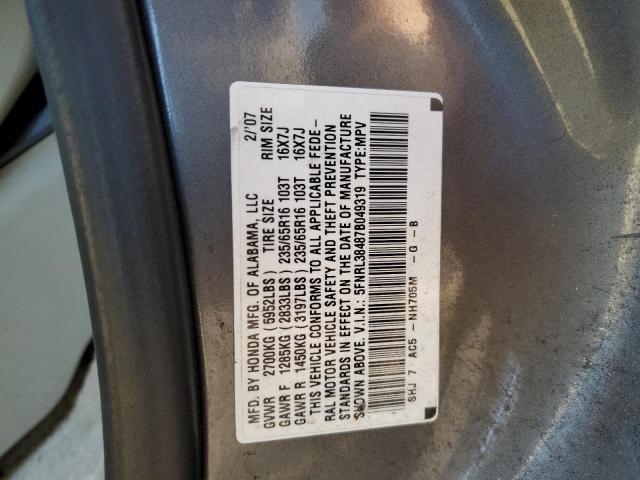 MFD. BY HONDA MFG. OF ALABAMA, LLC 2/'07
GVWR 2700KG (5952LBS) TIRE SIZE RIM SIZE
GAWR F 1285KG (2833LBS) 235/65R16 103T 16X7J
GAWR R 1450KG (3197LBS) 235/65R16 103T 16X7J
THIS VEHICLE CONFORMS TO ALL APPLICABLE FEDE-
RAL MOTOR VEHICLE SAFETY AND THEFT PREVENTION
STANDARDS IN EFFECT ON THE DATE OF MANUFACTURE
SHOWN ABOVE. V.I.N.: 5FNRL38487B049319 TYPE:MPV
SHJ 7 AC5 -NH705M -G -B